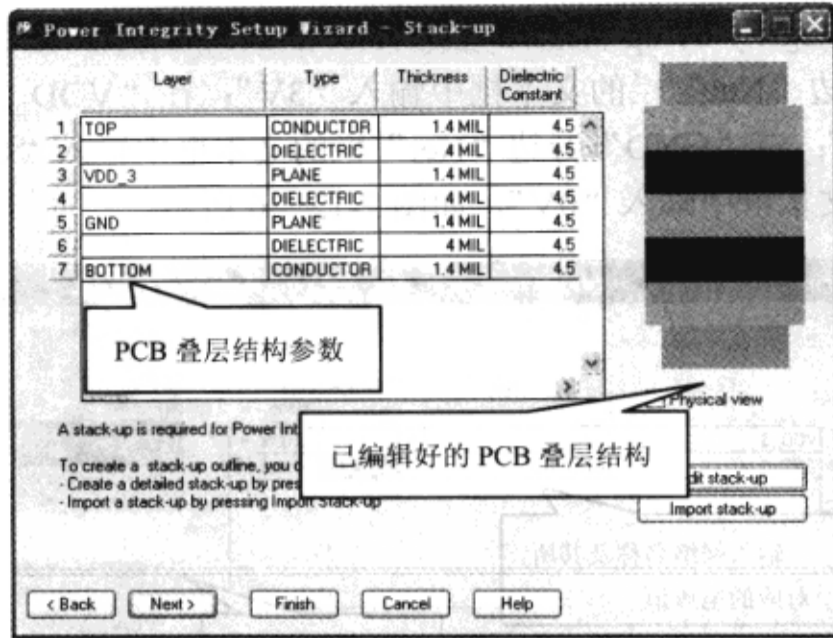 Power Integrity Setup Wizard - Stack-up
Layer Type Thickness Dielectric Constant
1 TOP CONDUCTOR 1.4 MIL 4.5
2 DIELECTRIC 4 MIL 4.5
3 VDD_3 PLANE 1.4 MIL 4.5
4 DIELECTRIC 4 MIL 4.5
5 GND PLANE 1.4 MIL 4.5
6 DIELECTRIC 4 MIL 4.5
7 BOTTOM CONDUCTOR 1.4 MIL 4.5
PCB 叠层结构参数
Physical view
A stack-up is required for Power Int
已编辑好的 PCB 叠层结构
To create a stack-up outline, you
- Create a detailed stack-up by pres
dit stack-up
- Import a stack-up by pressing Import Stack-Up
Import stack-up
< Back Next > Finish Cancel Help